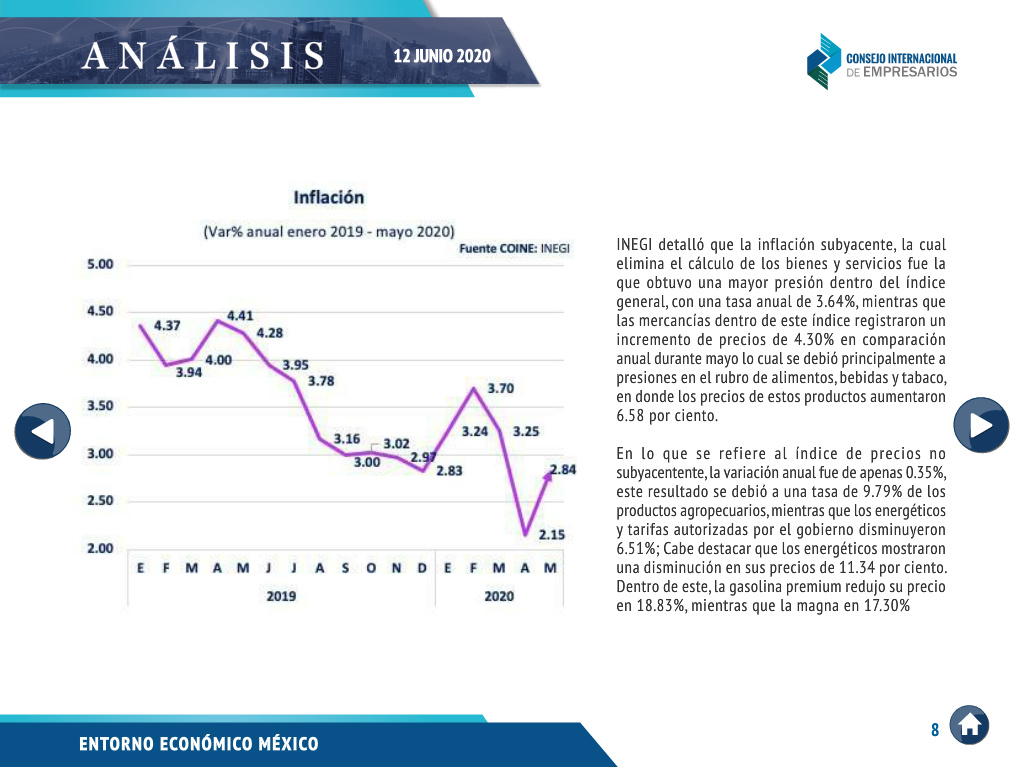 ANÁLISIS
12 JUNIO 2020
CONSEJO INTERNACIONAL
DE EMPRESARIOS
Inflación
(Var% anual enero 2019 - mayo 2020)
Fuente COINE: INEGI
5.00
4.50
4.00
3.50
3.00
2.50
2.00
4.37
3.94
4.00
4.41
4.28
3.95
3.78
3.16
3.00
3.02
2.97
2.83
3.24
3.70
3.25
2.15
2.84
E F M A M J J A S O N D E F M A M
2019 2020
INEGI detalló que la inflación subyacente, la cual
elimina el cálculo de los bienes y servicios fue la
que obtuvo una mayor presión dentro del índice
general, con una tasa anual de 3.64%, mientras que
las mercancías dentro de este índice registraron un
incremento de precios de 4.30% en comparación
anual durante mayo lo cual se debió principalmente a
presiones en el rubro de alimentos, bebidas y tabaco,
en donde los precios de estos productos aumentaron
6.58 por ciento.
En lo que se refiere al índice de precios no
subyacentente, la variación anual fue de apenas 0.35%,
este resultado se debió a una tasa de 9.79% de los
productos agropecuarios, mientras que los energéticos
y tarifas autorizadas por el gobierno disminuyeron
6.51%; Cabe destacar que los energéticos mostraron
una disminución en sus precios de 11.34 por ciento.
Dentro de este, la gasolina premium redujo su precio
en 18.83%, mientras que la magna en 17.30%
ENTORNO ECONÓMICO MÉXICO
8